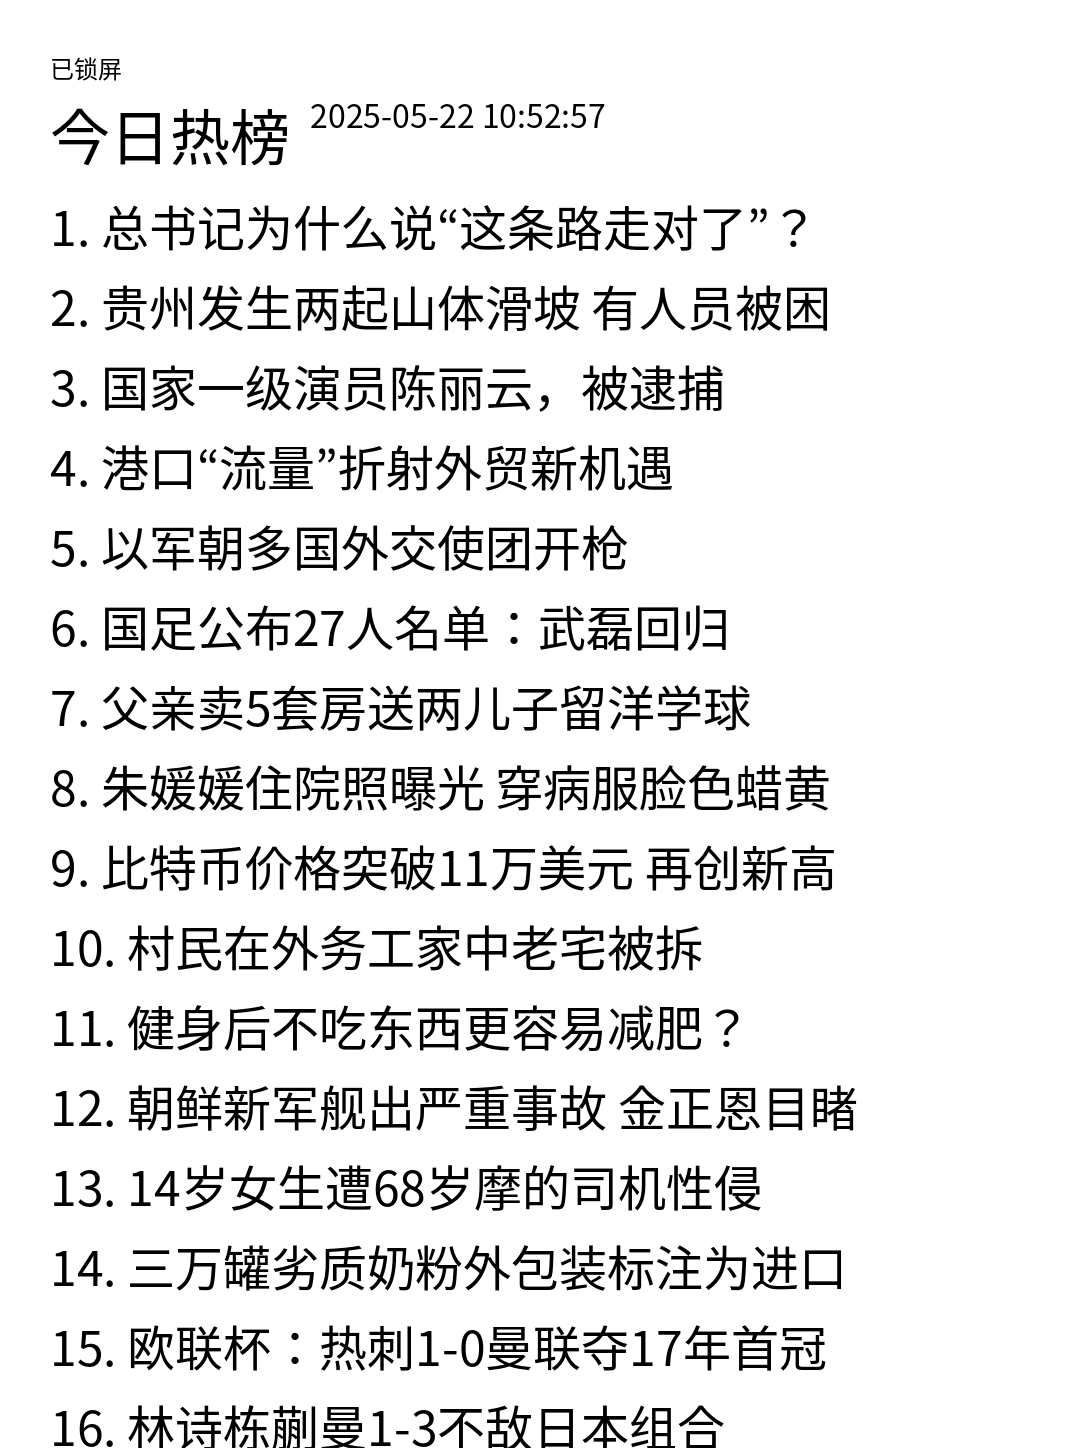 已锁屏
今日热榜 2025-05-22 10:52:57
1. 总书记为什么说“这条路走对了”？
2. 贵州发生两起山体滑坡 有人员被困
3. 国家一级演员陈丽云，被逮捕
4. 港口“流量”折射外贸新机遇
5. 以军朝多国外交使团开枪
6. 国足公布27人名单：武磊回归
7. 父亲卖5套房送两儿子留洋学球
8. 朱媛媛住院照曝光 穿病服脸色蜡黄
9. 比特币价格突破11万美元 再创新高
10. 村民在外务工家中老宅被拆
11. 健身后不吃东西更容易减肥？
12. 朝鲜新军舰出严重事故 金正恩目睹
13. 14岁女生遭68岁摩的司机性侵
14. 三万罐劣质奶粉外包装标注为进口
15. 欧联杯：热刺1-0曼联夺17年首冠
16. 林诗栋蒯曼1-3不敌日本组合